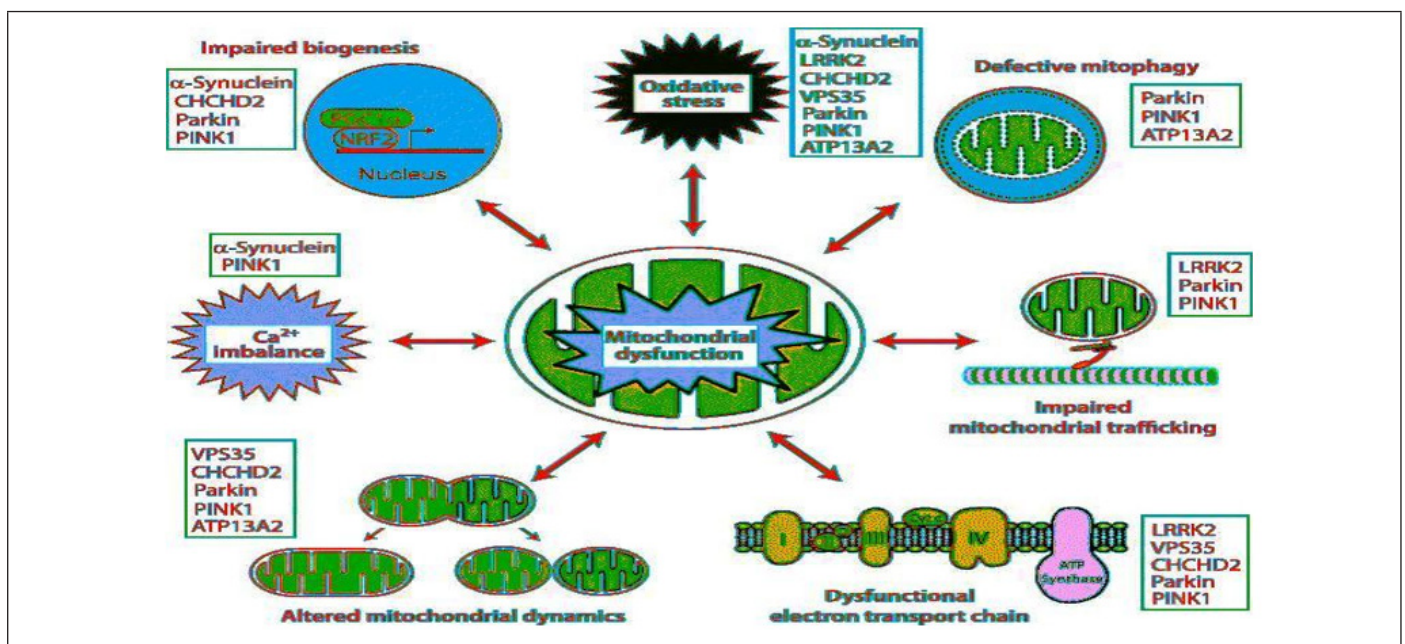 Impaired biogenesis
α-Synuclein
CHCHD2
Parkin
PINK1
NRF2
Nucleus
Oxidative
stress
α-Synuclein
LRRK2
CHCHD2
VPS35
Parkin
PINK1
ATP13A2
Defective mitophagy
Parkin
PINK1
ATP13A2
α-Synuclein
PINK1
Ca²⁺
imbalance
Mitochondrial
dysfunction
LRRK2
Parkin
PINK1
Impaired
mitochondrial trafficking
VPS35
CHCHD2
Parkin
PINK1
ATP13A2
Altered mitochondrial dynamics
I
III
IV
ATP
Synthase
Dysfunctional
electron transport chain
LRRK2
VPS35
CHCHD2
Parkin
PINK1